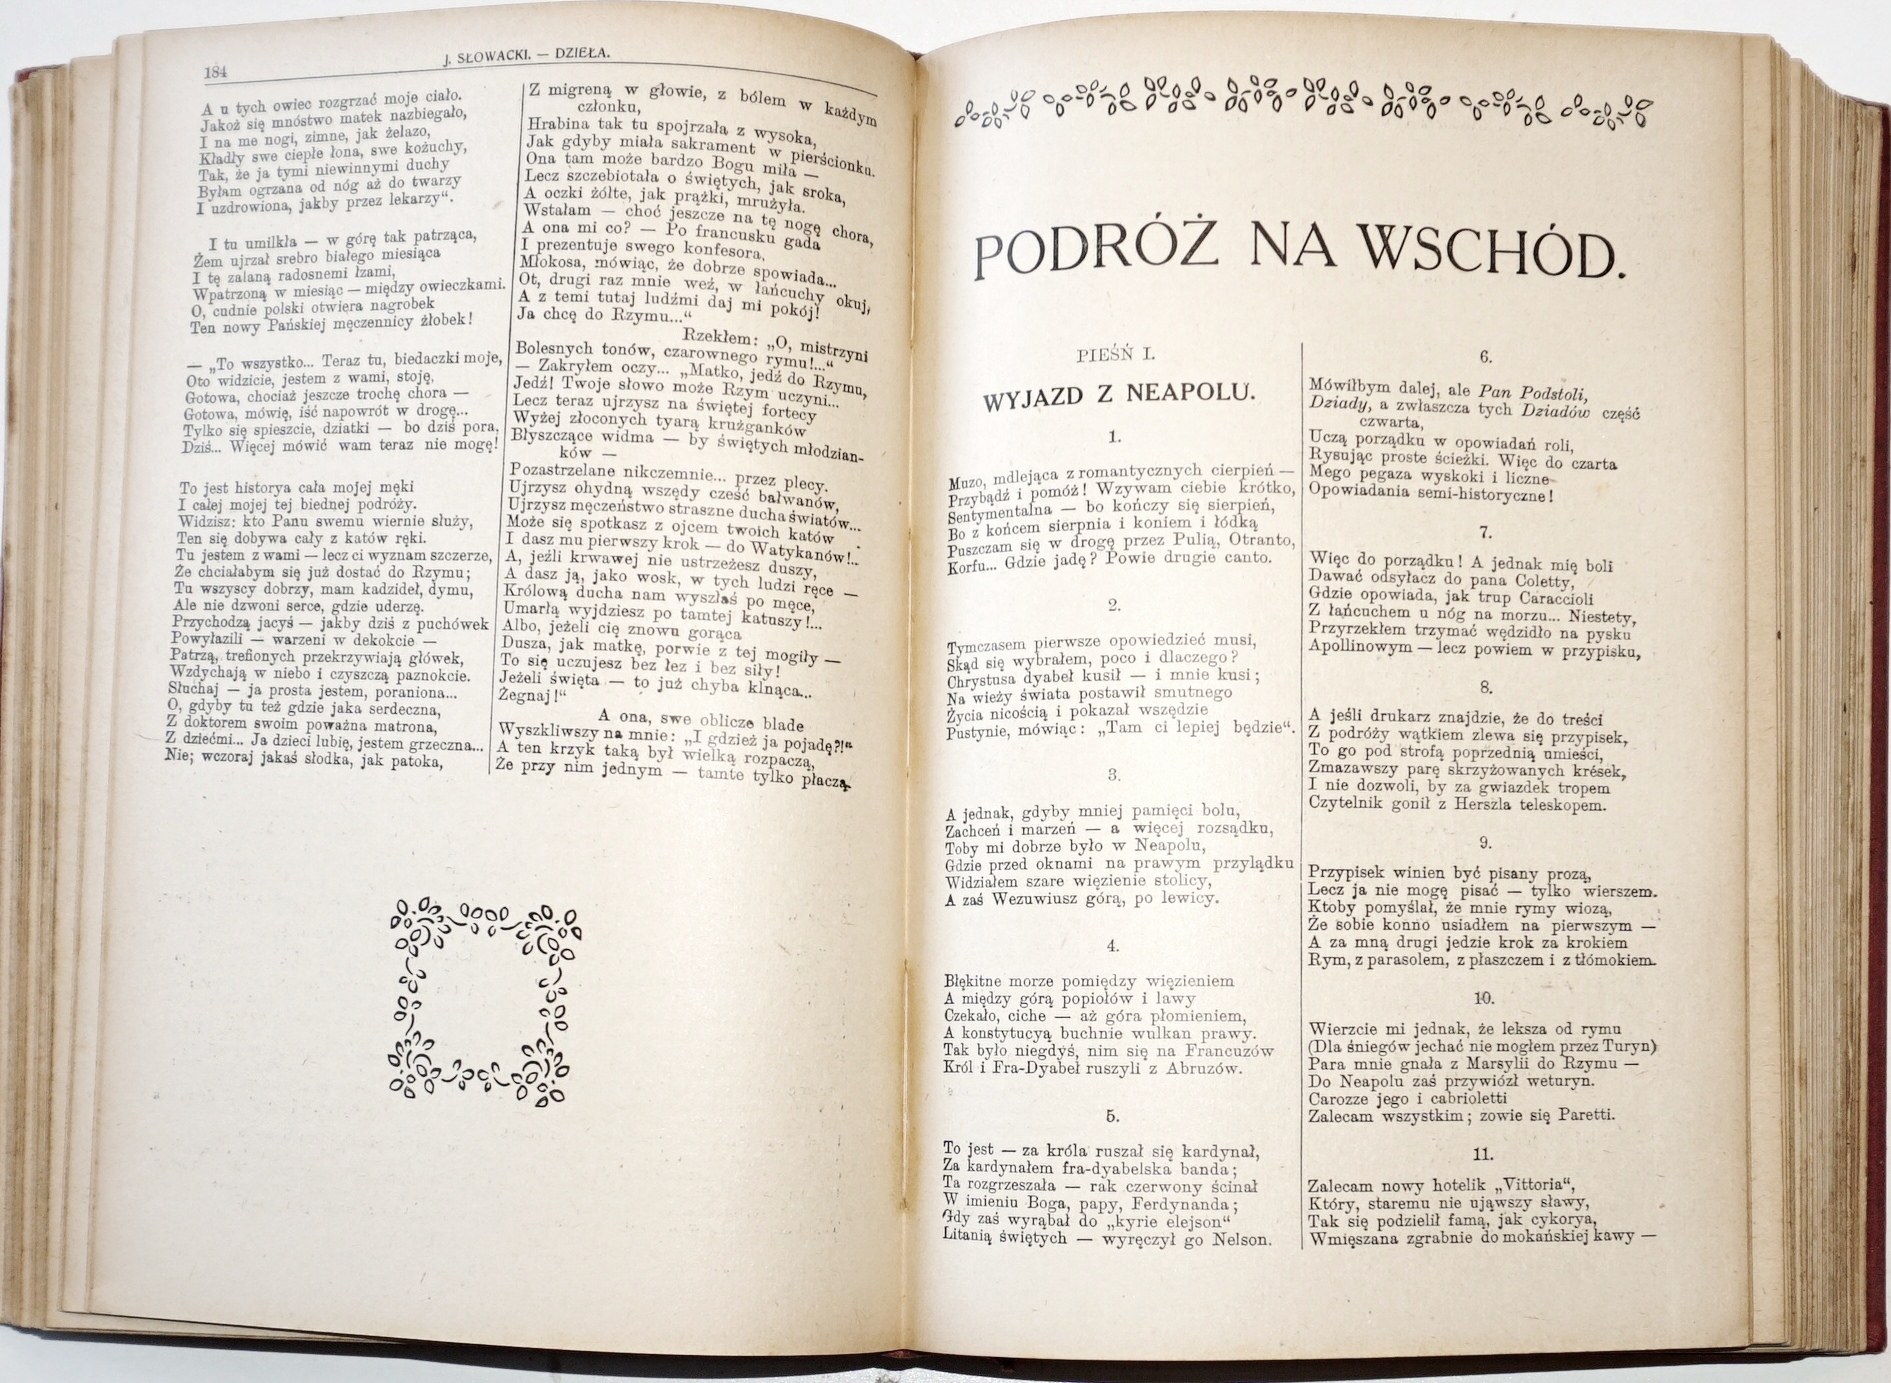 184
J. SŁOWACKI. — DZIEŁA.
A u tych owiec rozgrzać moje ciało.
Jakoż się mnóstwo matek nazbiegało,
I na me nogi, zimne, jak żelazo,
Kładły swe ciepłe łona, swe kożuchy,
Tak, że ja tymi niewinnymi duchy
Byłam ogrzana od nóg aż do twarzy
I uzdrowiona, jakby przez lekarzy“.
I tu umilkła — w górę tak patrząca,
Żem ujrzał srebro białego miesiąca
I tę zalaną radosnemi łzami,
Wpatrzoną w miesiąc — między owieczkami.
O, cudnie polski otwiera nagrobek
Ten nowy Pańskiej męczennicy żłobek!
— „To wszystko... Teraz tu, biedaczki moje,
Oto widzicie, jestem z wami, stoję,
Gotowa, chociaż jeszcze trochę chora —
Gotowa, mówię, iść napowrót w drogę...
Tylko się spieszcie, dziatki — bo dziś pora,
Dziś... Więcej mówić wam teraz nie mogę!
To jest historya cała mojej męki
I całej mojej tej biednej podróży.
Widzisz: kto Panu swemu wiernie służy,
Ten się dobywa cały z katów ręki.
Tu jestem z wami — lecz ci wyznam szczerze,
Że chciałabym się już dostać do Rzymu;
Tu wszyscy dobrzy, mam kadzideł, dymu,
Ale nie dzwoni serce, gdzie uderzę.
Przychodzą jacyś — jakby dziś z puchówek
Powyłazili — warzeni w dekokcie —
Patrzą, trefionych przekrzywiają główek,
Wzdychają w niebo i czyszczą paznokcie.
Słuchaj — ja prosta jestem, poraniona...
O, gdyby tu też gdzie jaka serdeczna,
Z doktorem swoim poważna matrona,
Z dziećmi... Ja dzieci lubię, jestem grzeczna...
Nie; wczoraj jakaś słodka, jak patoka,
Z migreną w głowie, z bólem w każdym
członku,
Hrabina tak tu spojrzała z wysoka,
Jak gdyby miała sakrament w pierścionku.
Ona tam może bardzo Bogu miła —
Lecz szczebiotała o świętych, jak sroka,
A oczki żółte, jak prążki, mrużyła.
Wstałam — choć jeszcze na tę nogę chora,
A ona mi co? — Po francusku gada
I prezentuje swego konfesora,
Młokosa, mówiąc, że dobrze spowiada...
Ot, drugi raz mnie weź, w łańcuchy okuj,
A z temi tutaj ludźmi daj mi pokój!
Ja chcę do Rzymu...“
Rzekłem: „O, mistrzyni
Bolesnych tonów, czarownego rymu!...“
— Zakryłem oczy... „Matko, jedź do Rzymu,
Jedź! Twoje słowo może Rzym uczyni...
Lecz teraz ujrzysz na świętej fortecy
Wyżej złoconych tyarą krużganków
Błyszczące widma — by świętych młodzian-
ków —
Pozastrzelane nikczemnie... przez plecy.
Ujrzysz ohydną wszędy cześć bałwanów,
Ujrzysz męczeństwo straszne ducha światów...
Może się spotkasz z ojcem twoich katów
I dasz mu pierwszy krok — do Watykanów!..
A, jeźli krwawej nie ustrzeżesz duszy,
A dasz ją, jako wosk, w tych ludzi ręce —
Królową ducha nam wyszłaś po męce,
Umarłą wyjdziesz po tamtej katuszy!...
Albo, jeżeli cię znowu gorąca
Dusza, jak matkę, porwie z tej mogiły —
To się uczujesz bez łez i bez siły!
Jeżeli święta — to już chyba klnąca...
Żegnaj!“
A ona, swe oblicze blade
Wyszkliwszy na mnie: „I gdzież ja pojadę?!“
A ten krzyk taką był wielką rozpaczą,
Że przy nim jednym — tamte tylko płaczą.
PODRÓŻ NA WSCHÓD.
PIEŚŃ I.
WYJAZD Z NEAPOLU.
1.
Muzo, mdlejąca z romantycznych cierpień —
Przybądź i pomóż! Wzywam ciebie krótko,
Sentymentalna — bo kończy się sierpień,
Bo z końcem sierpnia i koniem i łódką
Puszczam się w drogę przez Pulią, Otranto,
Korfu... Gdzie jadę? Powie drugie canto.
2.
Tymczasem pierwsze opowiedzieć musi,
Skąd się wybrałem, poco i dlaczego?
Chrystusa dyabeł kusił — i mnie kusi;
Na wieży świata postawił smutnego
Życia nicością i pokazał wszędzie
Pustynie, mówiąc: „Tam ci lepiej będzie“.
3.
A jednak, gdyby mniej pamięci bolu,
Zachceń i marzeń — a więcej rozsądku,
Toby mi dobrze było w Neapolu,
Gdzie przed oknami na prawym przylądku
Widziałem szare więzienie stolicy,
A zaś Wezuwiusz górą, po lewicy.
4.
Błękitne morze pomiędzy więzieniem
A między górą popiołów i lawy
Czekało, ciche — aż góra płomieniem,
A konstytucyą buchnie wulkan prawy.
Tak było niegdyś, nim się na Francuzów
Król i Fra-Dyabeł ruszyli z Abruzów.
5.
To jest — za króla ruszał się kardynał,
Za kardynałem fra-dyabelska banda;
Ta rozgrzeszała — rak czerwony ścinał
W imieniu Boga, papy, Ferdynanda;
Gdy zaś wyrąbał do „kyrie elejson“
Litanią świętych — wyręczył go Nelson.
6.
Mówiłbym dalej, ale Pan Podstoli,
Dziady, a zwłaszcza tych Dziadów część
czwarta,
Uczą porządku w opowiadań roli,
Rysując proste ścieżki. Więc do czarta
Mego pegaza wyskoki i liczne
Opowiadania semi-historyczne!
7.
Więc do porządku! A jednak mię boli
Dawać odsyłacz do pana Coletty,
Gdzie opowiada, jak trup Caraccioli
Z łańcuchem u nóg na morzu... Niestety,
Przyrzekłem trzymać wędzidło na pysku
Apollinowym — lecz powiem w przypisku,
8.
A jeśli drukarz znajdzie, że do treści
Z podróży wątkiem zlewa się przypisek,
To go pod strofą poprzednią umieści,
Zmazawszy parę skrzyżowanych krések,
I nie dozwoli, by za gwiazdek tropem
Czytelnik gonił z Herszla teleskopem.
9.
Przypisek winien być pisany prozą,
Lecz ja nie mogę pisać — tylko wierszem.
Ktoby pomyślał, że mnie rymy wiozą,
Że sobie konno usiadłem na pierwszym —
A za mną drugi jedzie krok za krokiem
Rym, z parasolem, z płaszczem i z tłómokiem.
10.
Wierzcie mi jednak, że leksza od rymu
(Dla śniegów jechać nie mogłem przez Turyn)
Para mnie gnała z Marsylii do Rzymu —
Do Neapolu zaś przywiózł weturyn.
Carozze jego i cabrioletti
Zalecam wszystkim; zowie się Paretti.
11.
Zalecam nowy hotelik „Vittoria“,
Który, staremu nie ująwszy sławy,
Tak się podzielił famą, jak cykorya,
Wmięszana zgrabnie do mokańskiej kawy —